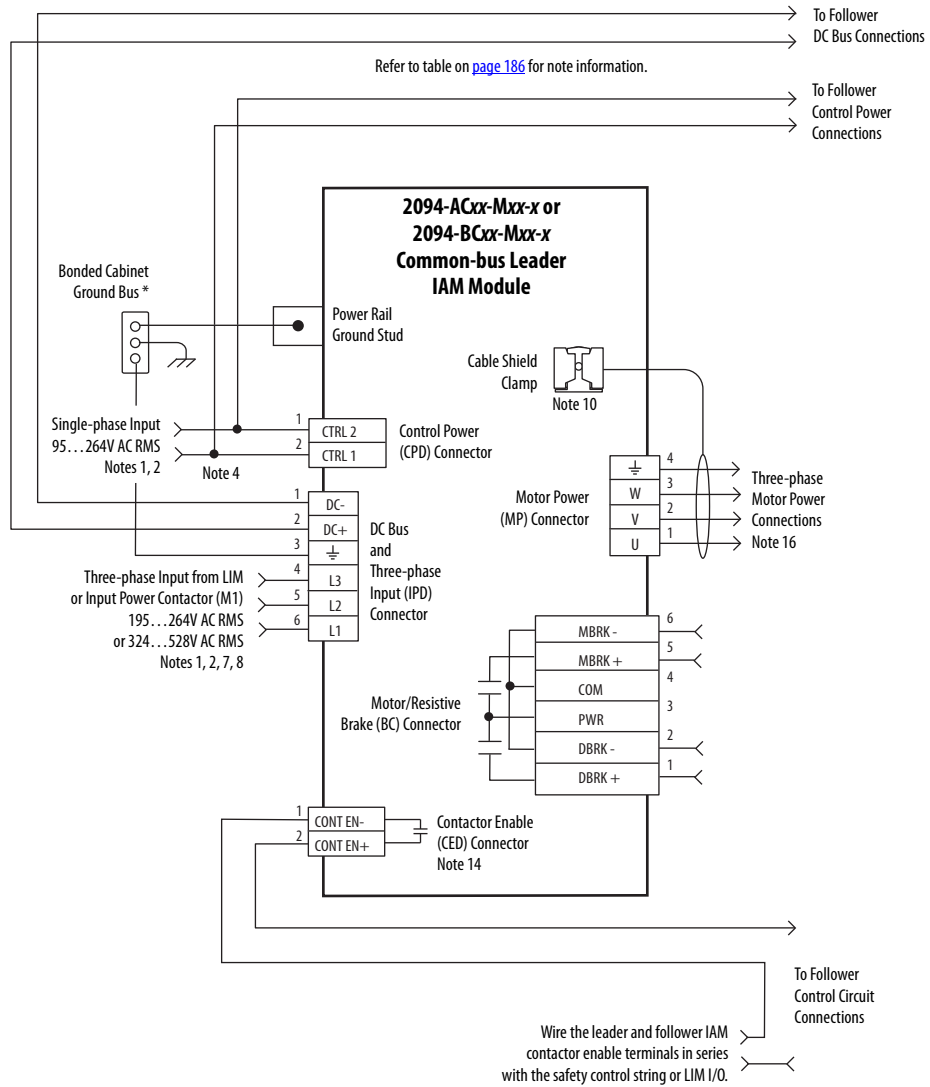 To Follower
DC Bus Connections
Refer to table on page 186 for note information.
To Follower
Control Power
Connections
2094-ACxx-Mxx-x or
2094-BCxx-Mxx-x
Common-bus Leader
IAM Module
Bonded Cabinet
Ground Bus *
Power Rail
Ground Stud
Cable Shield
Clamp
Note 10
Single-phase Input
95…264V AC RMS
Notes 1, 2
Note 4
1
CTRL 2
2
CTRL 1
Control Power
(CPD) Connector
Motor Power
(MP) Connector
4
3
W
2
V
1
U
Three-phase
Motor Power
Connections
Note 16
1
DC-
2
DC+
3
4
L3
5
L2
6
L1
DC Bus
and
Three-phase
Input (IPD)
Connector
Three-phase Input from LIM
or Input Power Contactor (M1)
195…264V AC RMS
or 324…528V AC RMS
Notes 1, 2, 7, 8
Motor/Resistive
Brake (BC) Connector
6
MBRK -
5
MBRK +
4
COM
3
PWR
2
DBRK -
1
DBRK +
1
CONT EN-
2
CONT EN+
Contactor Enable
(CED) Connector
Note 14
To Follower
Control Circuit
Connections
Wire the leader and follower IAM
contactor enable terminals in series
with the safety control string or LIM I/O.